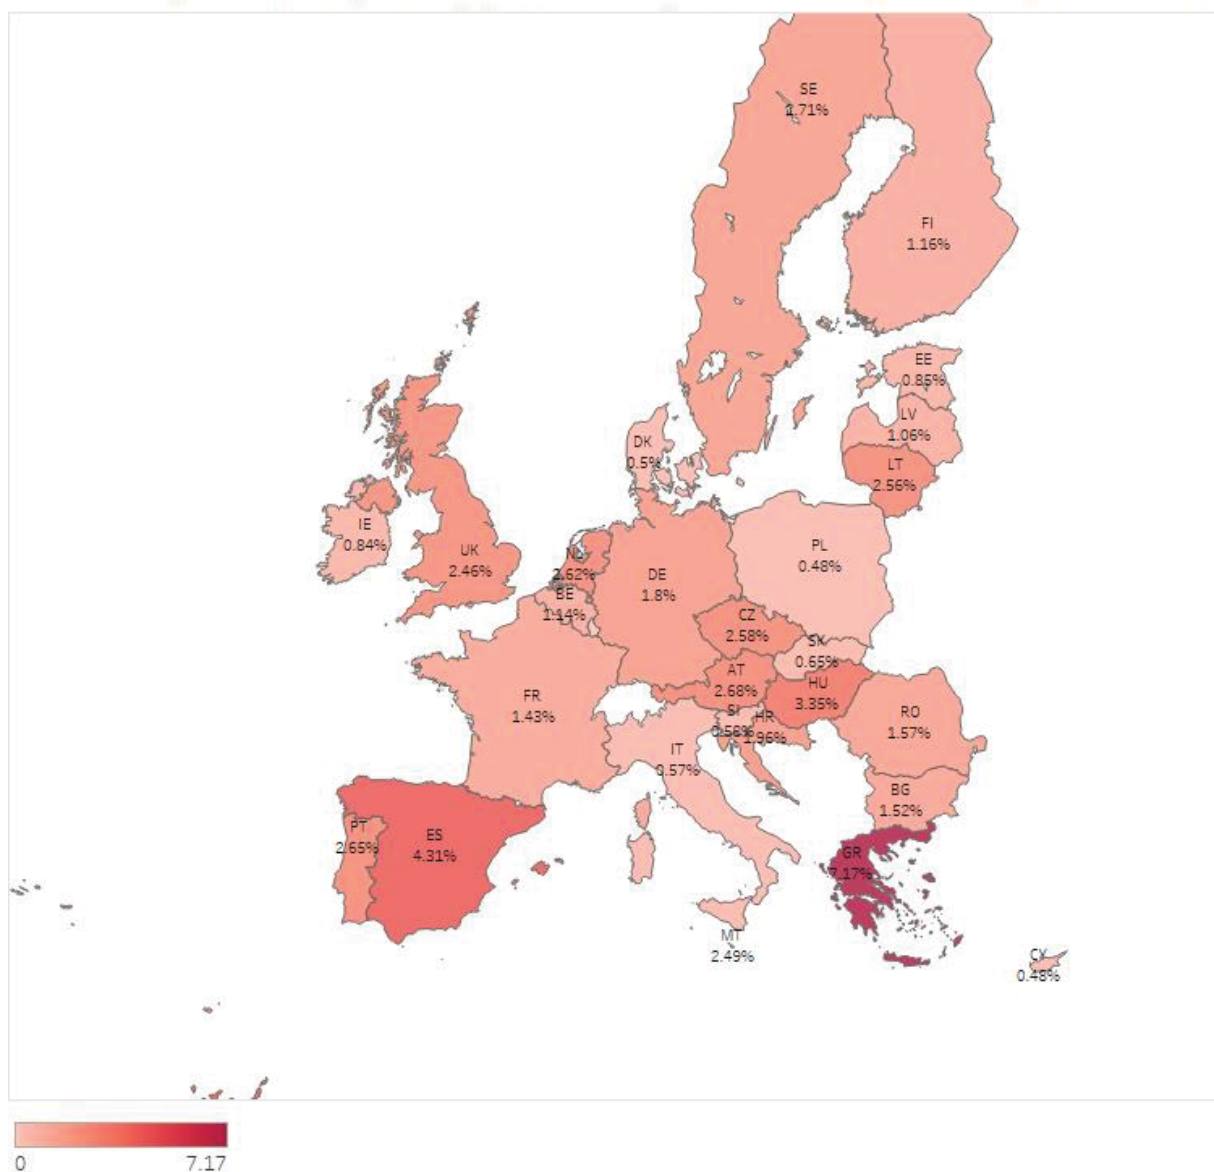 SE
1.71%
FI
1.16%
EE
0.85%
LV
1.06%
DK
0.5%
LT
2.56%
IE
0.84%
UK
2.46%
NL
2.62%
BE
1.14%
DE
1.8%
PL
0.48%
CZ
2.58%
SK
0.65%
AT
2.68%
HU
3.35%
FR
1.43%
SI
HR
1.96%
RO
1.57%
IT
0.57%
BG
1.52%
PT
2.65%
ES
4.31%
GR
7.17%
MT
2.49%
CY
0.48%
0
7.17